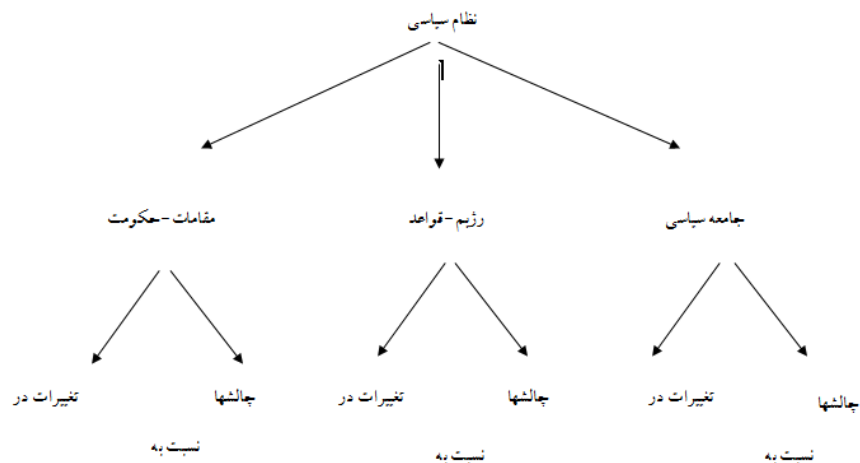 نظام سیاسی
جامعه سیاسی
رژیم-قواعد
مقامات-حکومت
چالشها
نسبت به
تغییرات در
چالشها
نسبت به
تغییرات در
چالشها
نسبت به
تغییرات در